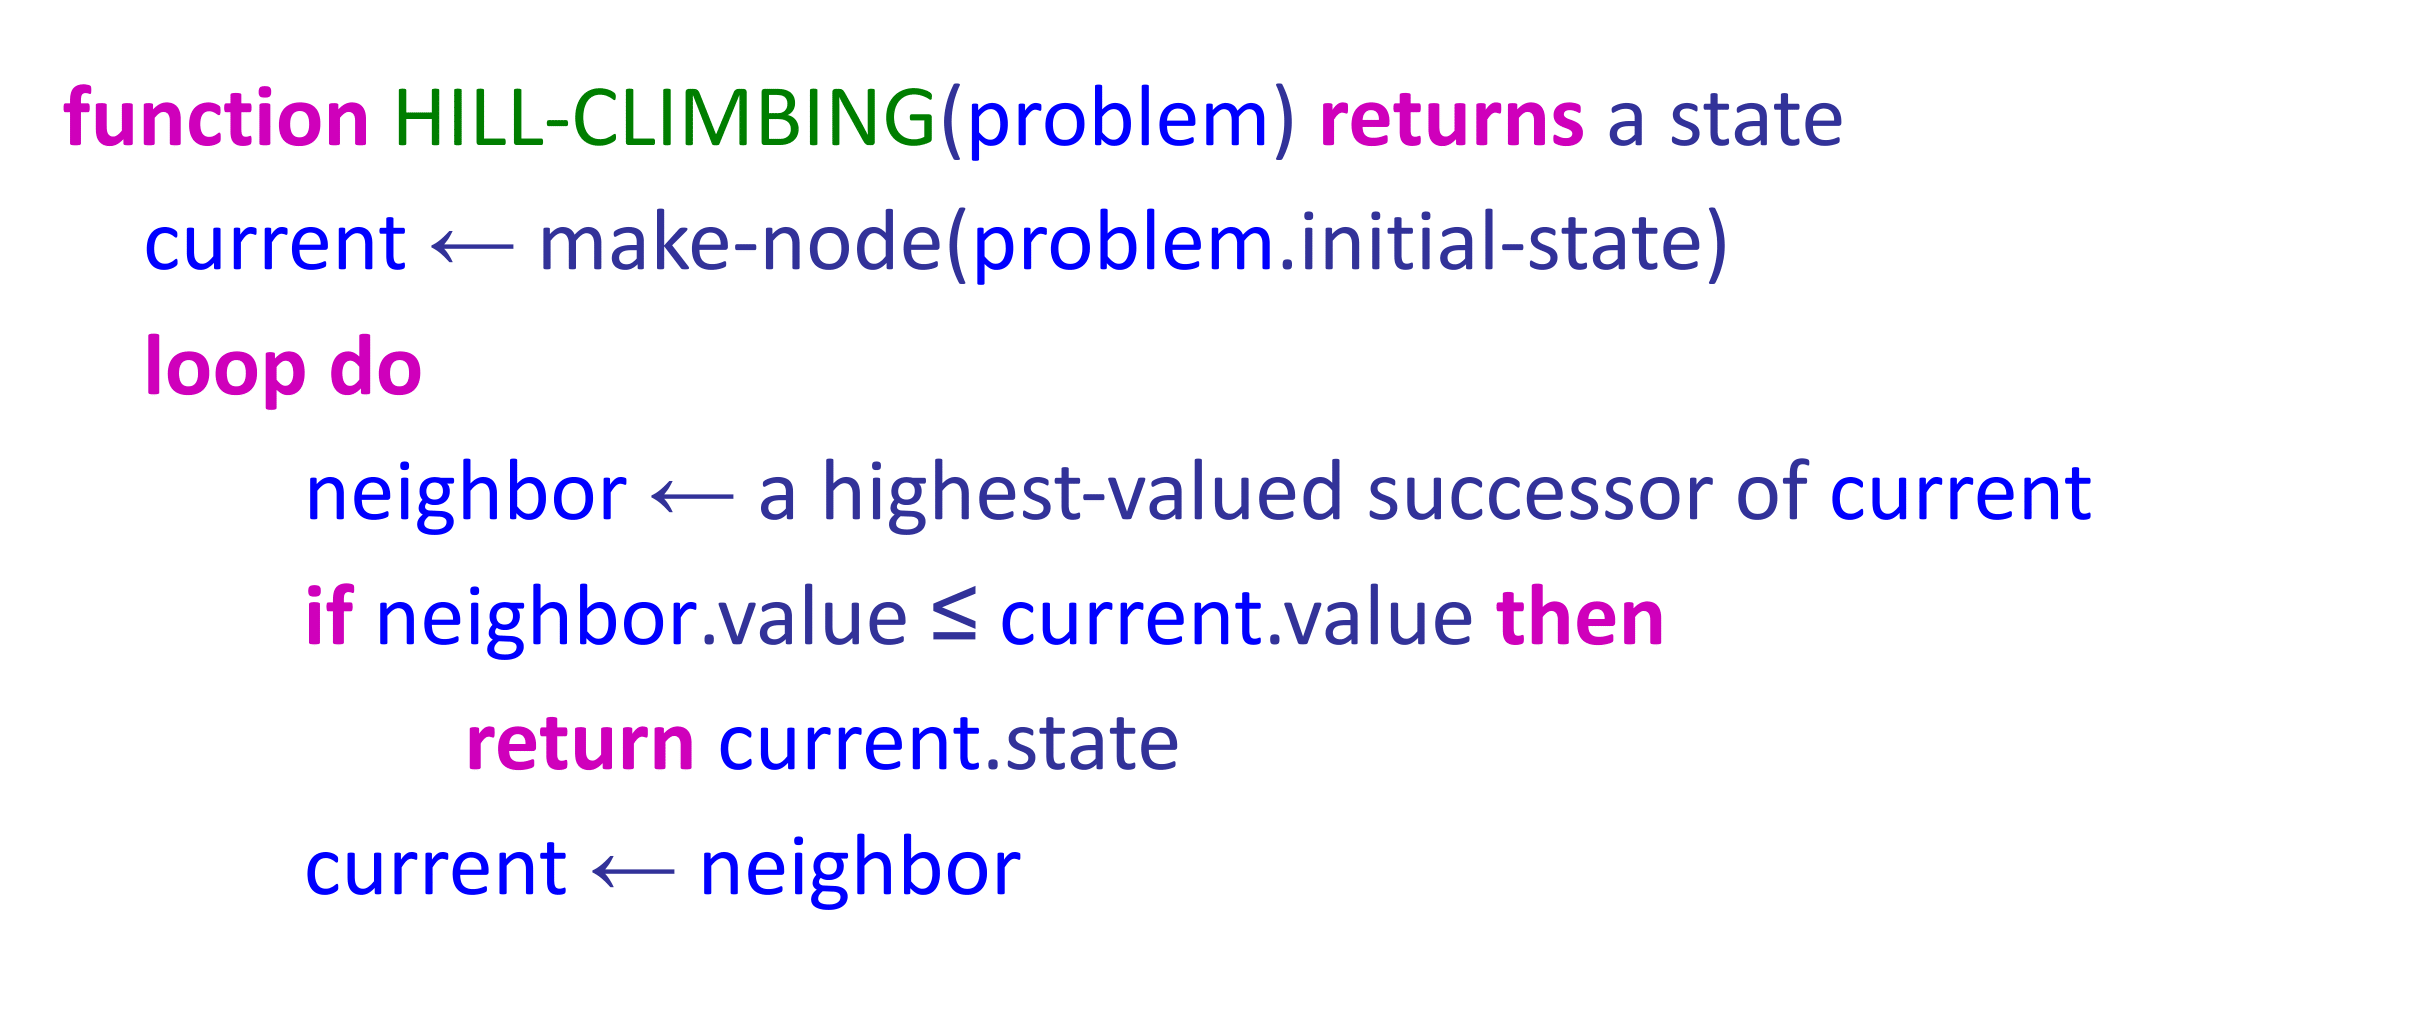 function HILL-CLIMBING(problem) returns a state
current ← make-node(problem.initial-state)
loop do
neighbor ← a highest-valued successor of current
if neighbor.value ≤ current.value then
return current.state
current ← neighbor